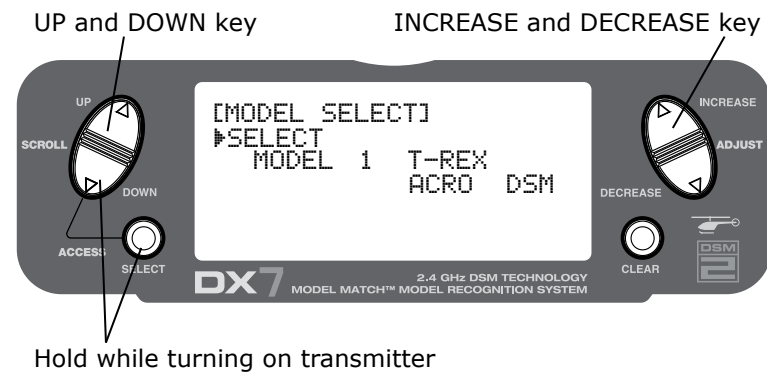 UP and DOWN key
INCREASE and DECREASE key
UP
SCROLL
DOWN
ACCESS
SELECT
[MODEL SELECT]
SELECT
MODEL 1 T-REX
ACRO DSM
INCREASE
ADJUST
DECREASE
CLEAR
DSM
2
DX7
2.4 GHz DSM TECHNOLOGY
MODEL MATCH™ MODEL RECOGNITION SYSTEM
Hold while turning on transmitter